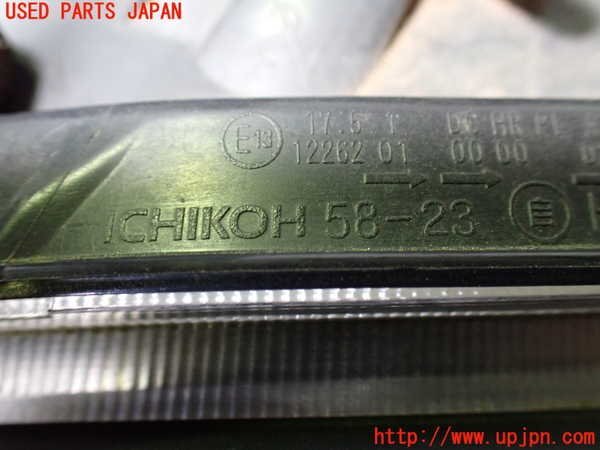 USED PARTS JAPAN
E13 17.5 T DC HR PL
12262 01 00 00
ICHIKOH 58-23 自
http://www.upjpn.com